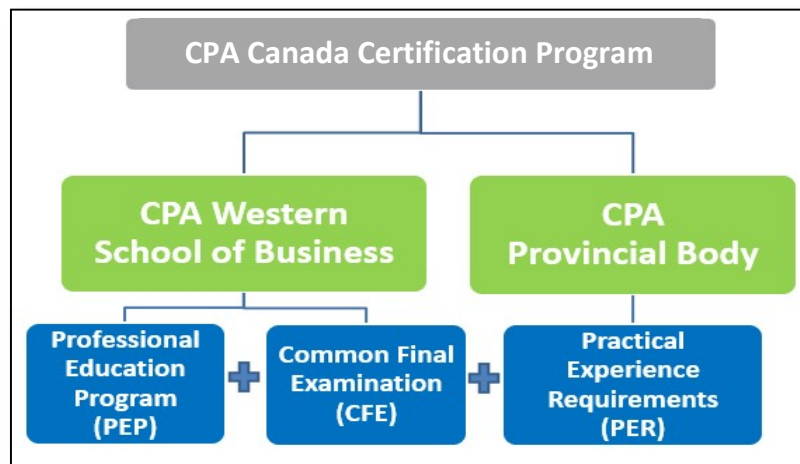 CPA Canada Certification Program
CPA Western
School of Business
CPA
Provincial Body
Professional
Education
Program
(PEP)
Common Final
Examination
(CFE)
Practical
Experience
Requirements
(PER)